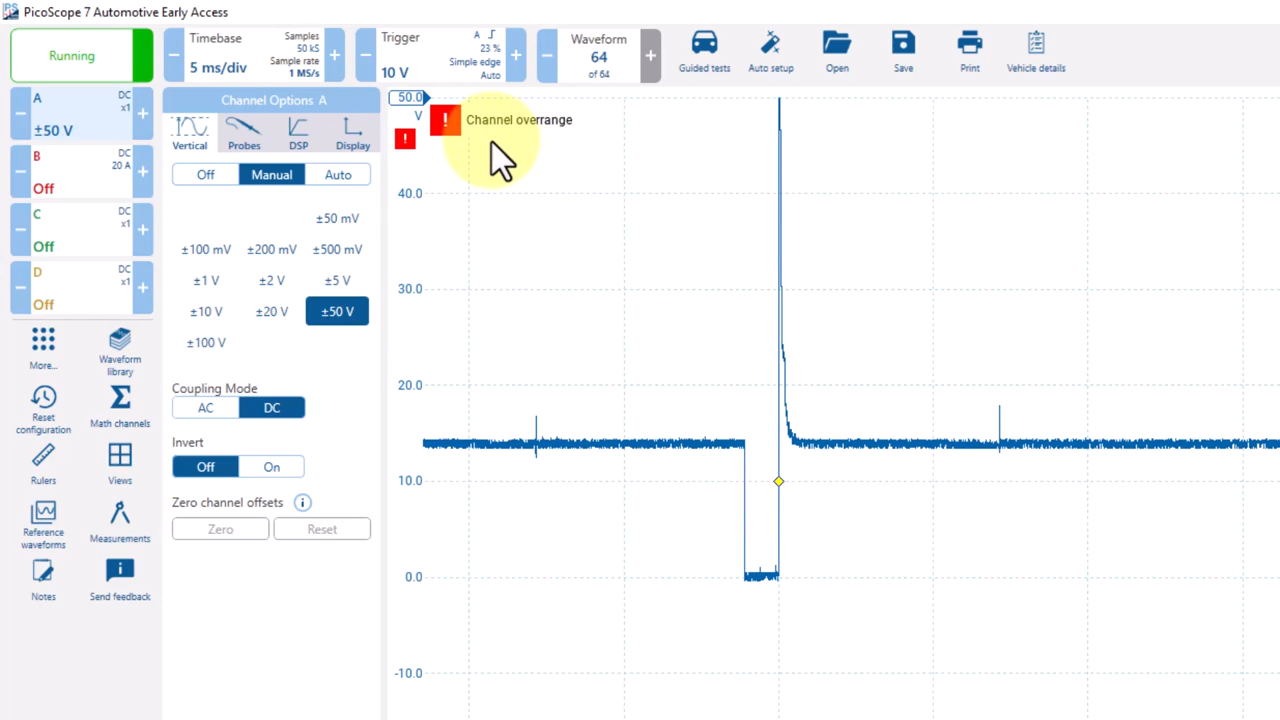 PicoScope 7 Automotive Early Access
Running
Timebase
5 ms/div
Samples
50 kS
Sample rate
1 MS/s
Trigger
10 V
A
23 %
Simple edge
Auto
Waveform
64
of 64
Guided tests
Auto setup
Open
Save
Print
Vehicle details
A
DC
x1
±50 V
B
DC
20 A
Off
C
DC
x1
Off
D
DC
x1
Off
More...
Waveform
library
Reset
configuration
Math channels
Rulers
Views
Reference
waveforms
Measurements
Notes
Send feedback
Channel Options A
Vertical
Probes
DSP
Display
Off
Manual
Auto
±50 mV
±100 mV
±200 mV
±500 mV
±1 V
±2 V
±5 V
±10 V
±20 V
±50 V
±100 V
Coupling Mode
AC
DC
Invert
Off
On
Zero channel offsets
Zero
Reset
50.0
V
! Channel overrange
!
40.0
30.0
20.0
10.0
0.0
-10.0